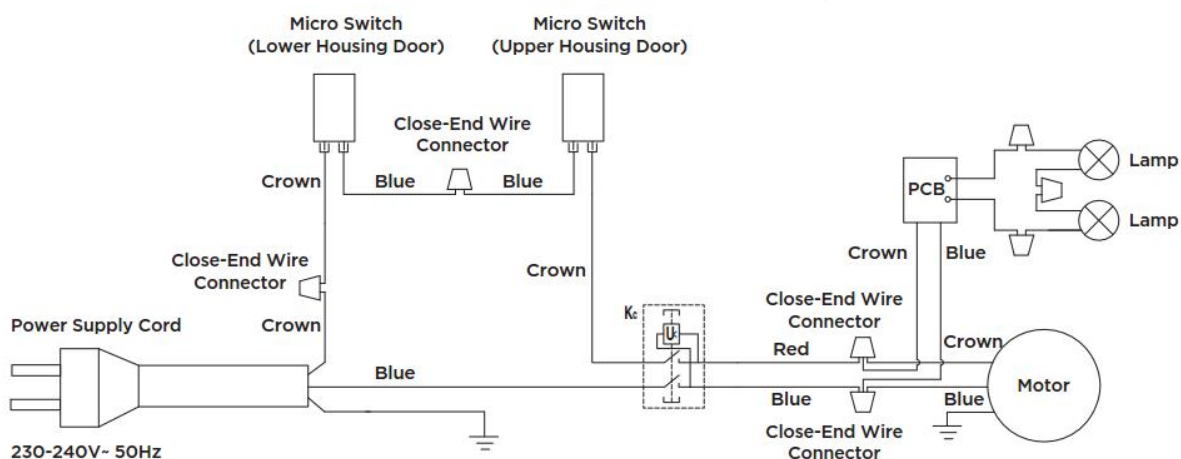 Micro Switch
(Lower Housing Door)
Micro Switch
(Upper Housing Door)
Close-End Wire
Connector
Crown
Blue
Blue
PCB
Lamp
Lamp
Close-End Wire
Connector
Crown
Crown
Crown
Blue
Power Supply Cord
Crown
Kc
U<
Close-End Wire
Connector
Red
Crown
Blue
Motor
Blue
Blue
Close-End Wire
Connector
230-240V~ 50Hz